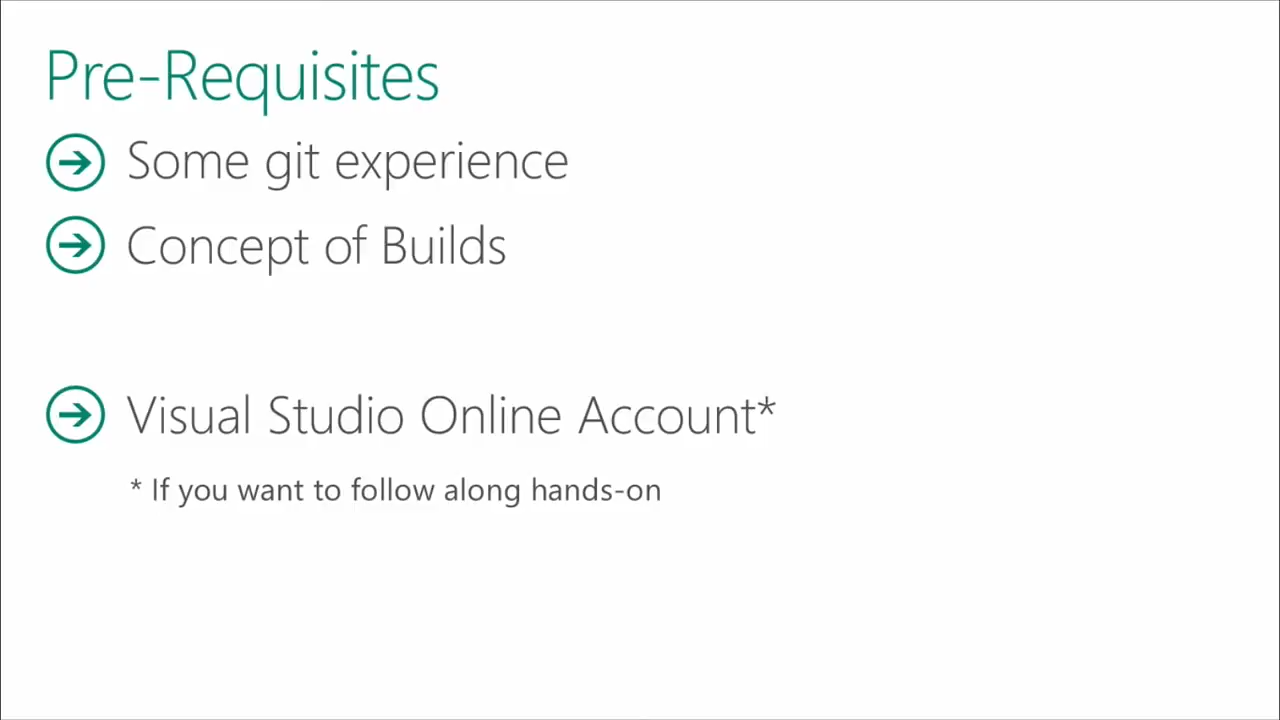 Pre-Requisites
Some git experience
Concept of Builds
Visual Studio Online Account*
* If you want to follow along hands-on